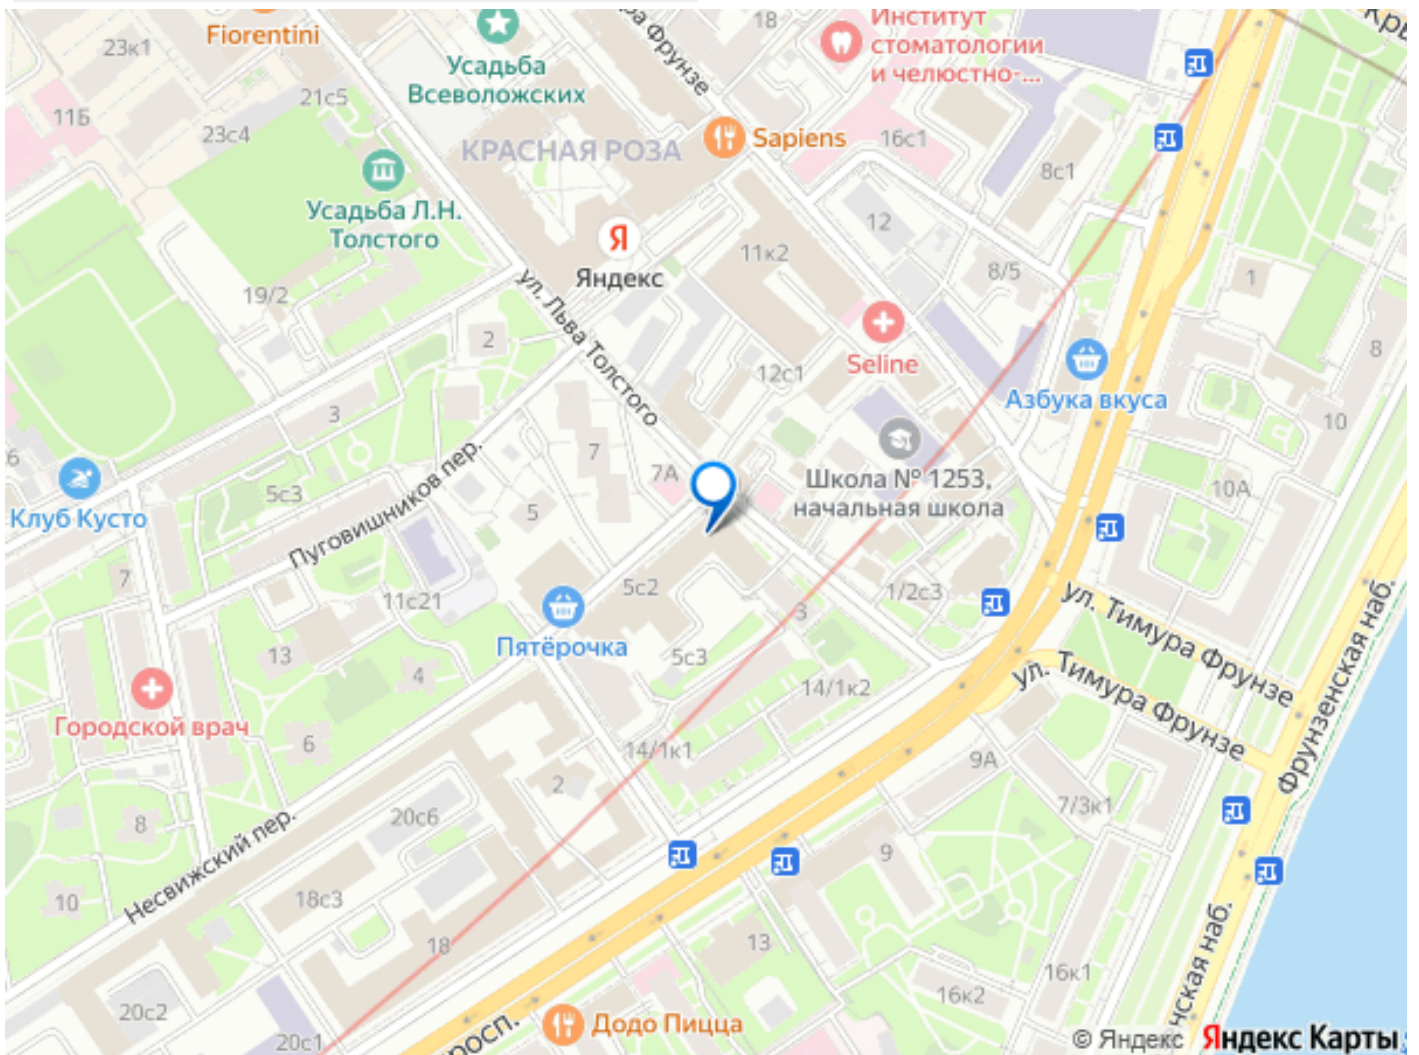 Fiorentini
23к1
11Б
21с5
23с4
Усадьба
Всеволожских
ра Фрунзе
18
Институт
стоматологии
и челюстно-...
Кры
КРАСНАЯ РОЗА
Sapiens
16с1
8с1
Усадьба Л.Н.
Толстого
Я
Яндекс
12
11к2
8/5
1
19/2
ул. Льва Толстого
2
Seline
12с1
8
Азбука вкуса
10
3
Пуговишников пер.
7
7А
Школа № 1253,
начальная школа
10А
5с3
Клуб Кусто
5
7
11с21
5с2
Пятёрочка
1/2с3
3
ул. Тимура Фрунзе
13
4
5с3
14/1к2
ул. Тимура Фрунзе
Фрунзенская наб.
Городской врач
6
14/1к1
9А
2
7/3к1
8
20с6
Несвижский пер.
9
10
18с3
18
13
16к1
16к2
нская наб.
20с2
20с1
росп.
Додо Пицца
© Яндекс Яндекс Карты